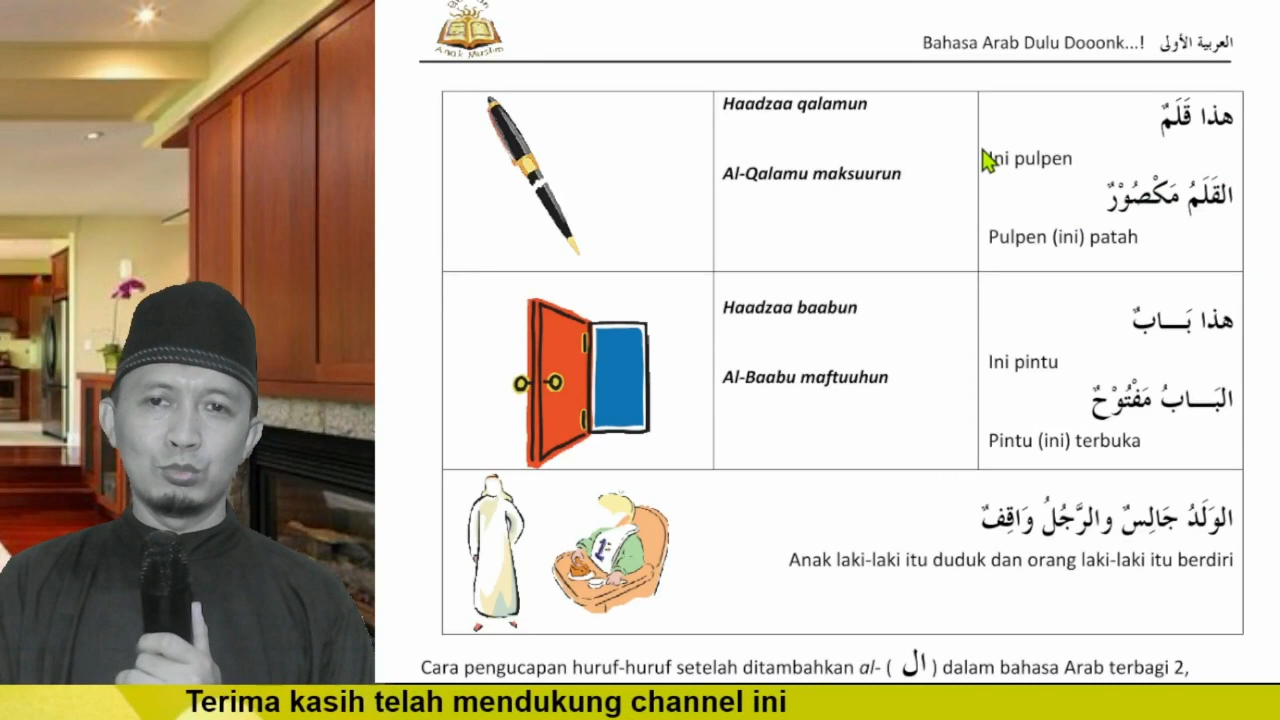 Anak Muslim
Bahasa Arab Dulu Dooonk...! العربية الأولى
Haadzaa qalamun
هذا قَلَمٌ
Ini pulpen
Al-Qalamu maksuurun
القَلَمُ مَكْصُوْرٌ
Pulpen (ini) patah
Haadzaa baabun
هذا بَـــابٌ
Ini pintu
Al-Baabu maftuuhun
البَـــابُ مَفْتُوْحٌ
Pintu (ini) terbuka
الوَلَدُ جَالِسٌ والرَّجُلُ وَاقِفٌ
Anak laki-laki itu duduk dan orang laki-laki itu berdiri
Cara pengucapan huruf-huruf setelah ditambahkan al- ( ال ) dalam bahasa Arab terbagi 2,
Terima kasih telah mendukung channel ini